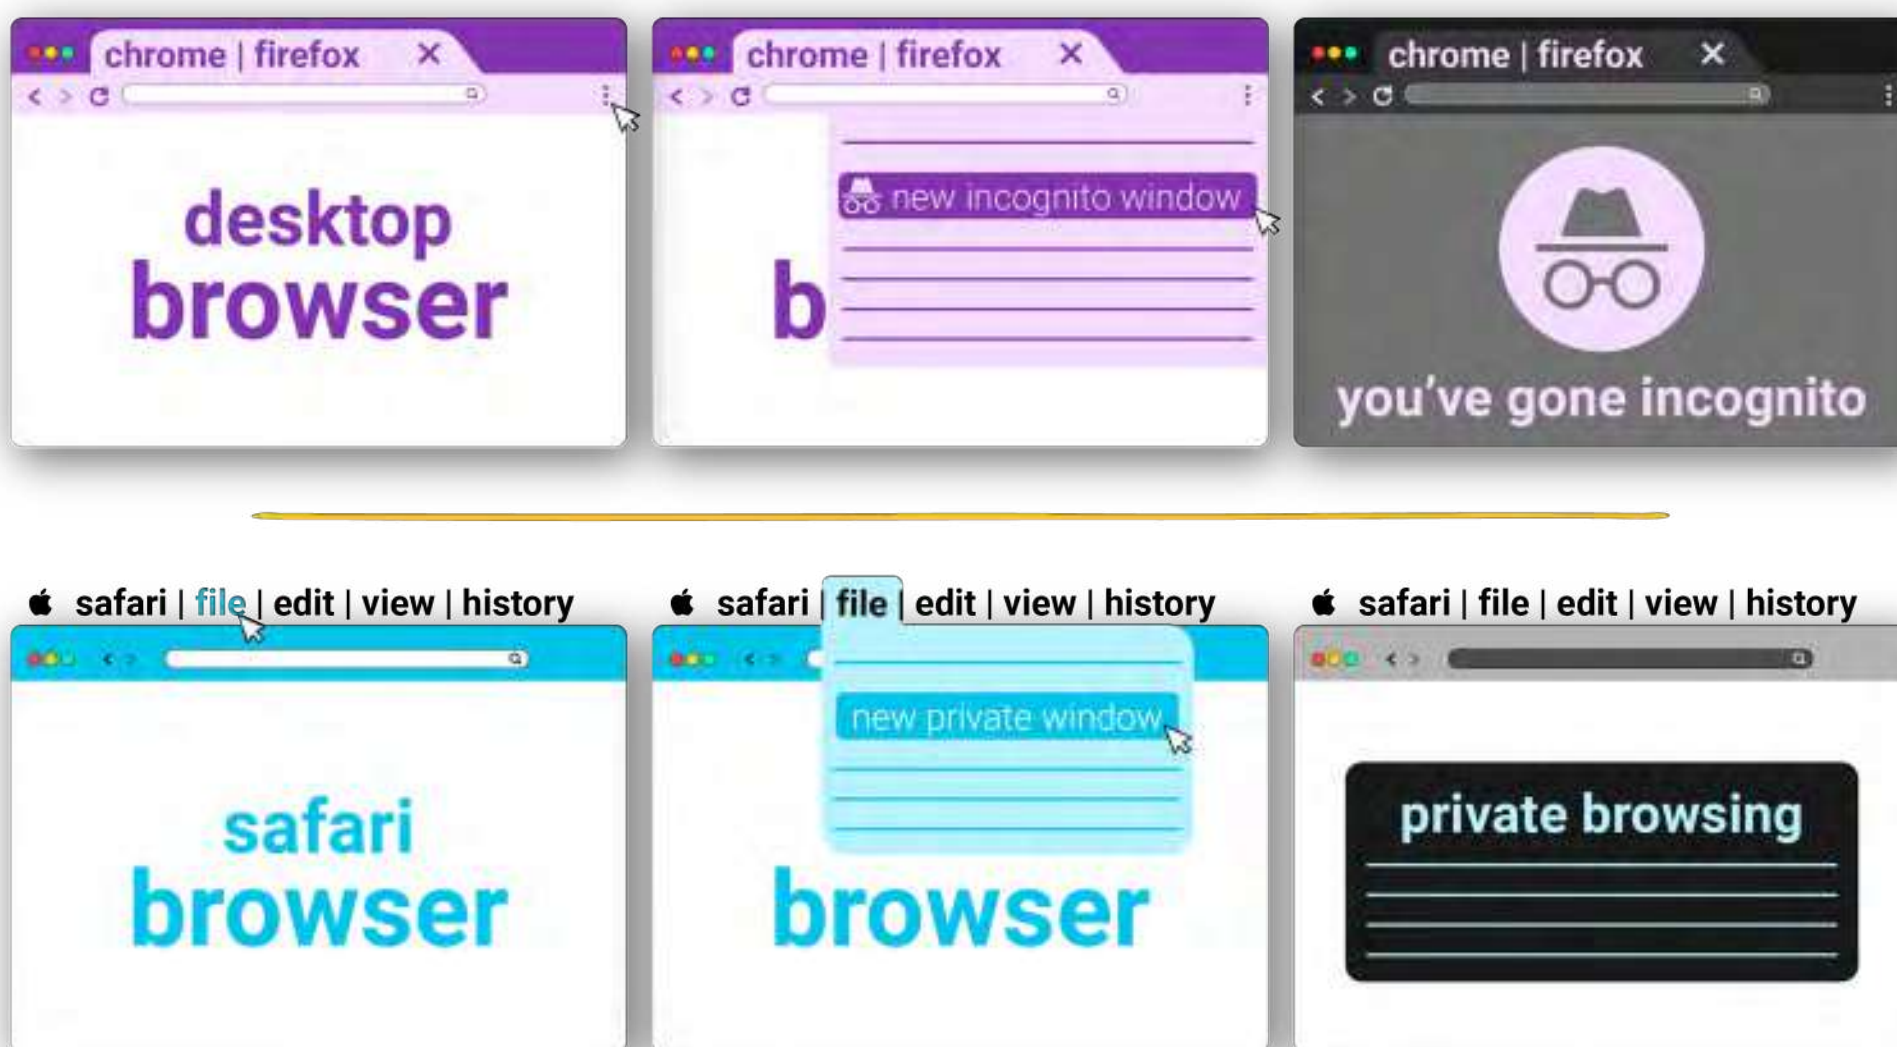 chrome | firefox
desktop
browser
chrome | firefox
new incognito window
b
chrome | firefox
you've gone incognito
safari | file | edit | view | history
safari
browser
safari | file | edit | view | history
new private window
browser
safari | file | edit | view | history
private browsing